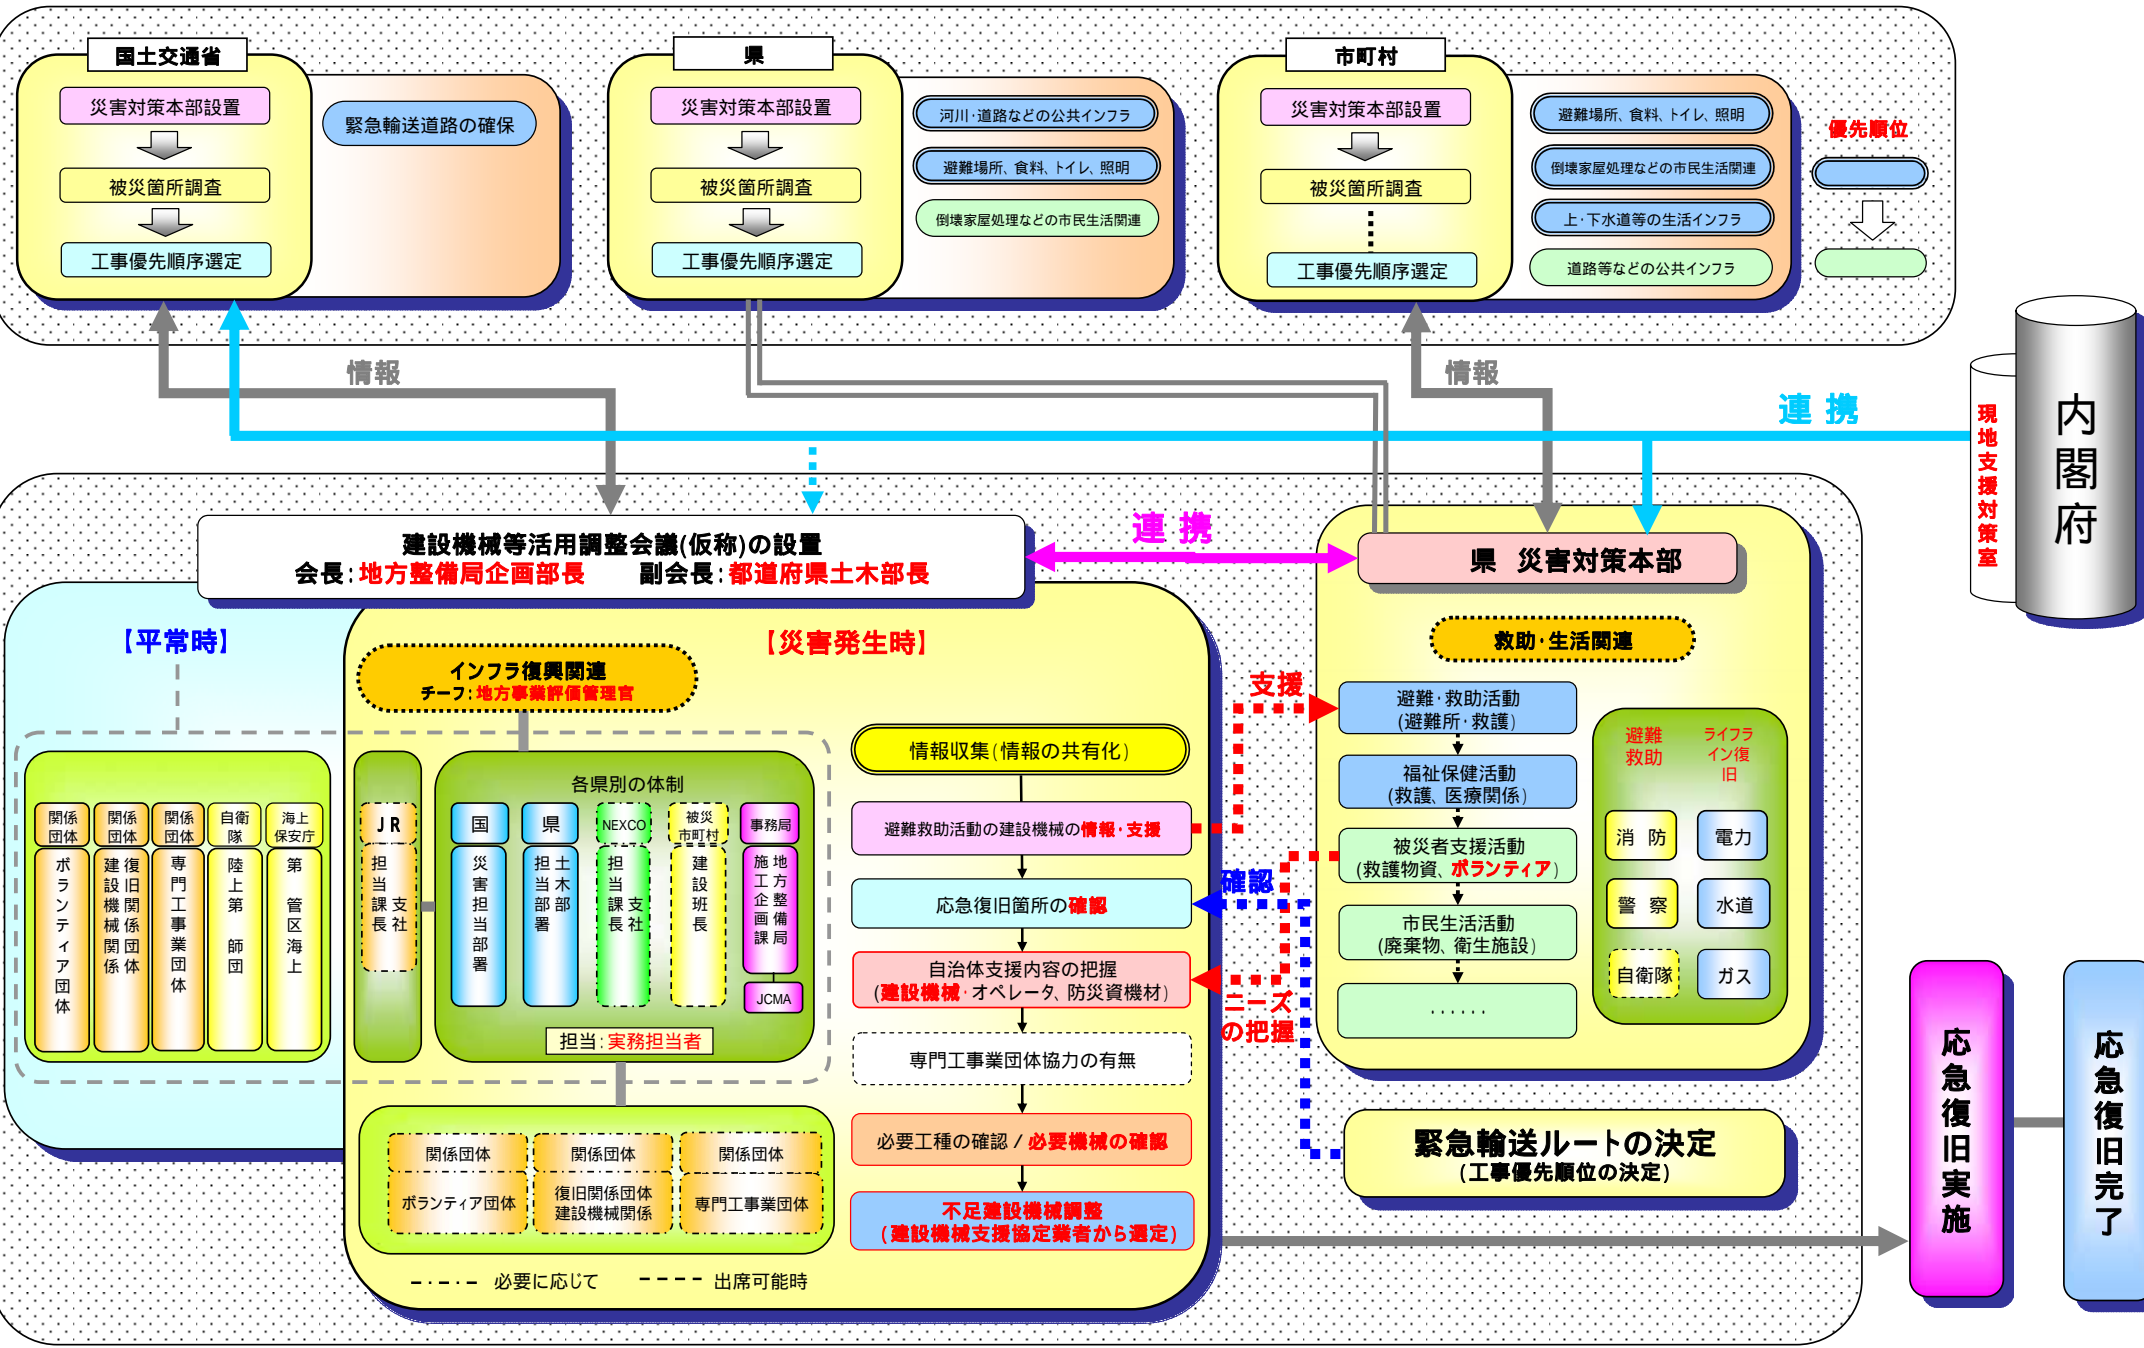 国土交通省
災害対策本部設置
被災箇所調査
工事優先順序選定
緊急輸送道路の確保
県
災害対策本部設置
被災箇所調査
工事優先順序選定
河川・道路などの公共インフラ
避難場所、食料、トイレ、照明
倒壊家屋処理などの市民生活関連
市町村
災害対策本部設置
被災箇所調査
工事優先順序選定
避難場所、食料、トイレ、照明
倒壊家屋処理などの市民生活関連
上・下水道等の生活インフラ
道路等などの公共インフラ
優先順位
情報
情報
連 携
現地支援対策室
内閣府
建設機械等活用調整会議(仮称)の設置
会長：地方整備局企画部長 副会長：都道府県土木部長
連 携
県 災害対策本部
【平常時】
【災害発生時】
インフラ復興関連
チーフ：地方事業評価管理官
関係
団体
ボランティア団体
関係
団体
復旧関係団体
建設機械関係
関係
団体
専門工事業団体
自衛
隊
陸上第 師団
海上
保安庁
第 管区海上
JR
支社
担当課長
各県別の体制
国
災害担当部署
県
土木部
担当部署
NEXCO
支社
担当課長
被災
市町村
建設班長
事務局
地方整備局
施工企画課
JCMA
担当：実務担当者
関係団体
ボランティア団体
関係団体
復旧関係団体
建設機械関係
関係団体
専門工事業団体
必要に応じて
出席可能時
情報収集(情報の共有化)
避難救助活動の建設機械の情報・支援
応急復旧箇所の確認
自治体支援内容の把握
(建設機械・オペレータ、防災資機材)
専門工事業団体協力の有無
必要工種の確認 / 必要機械の確認
不足建設機械調整
(建設機械支援協定業者から選定)
支援
確認
ニーズ
の把握
救助・生活関連
避難・救助活動
(避難所・救護)
福祉保健活動
(救護、医療関係)
被災者支援活動
(救護物資、ボランティア)
市民生活活動
(廃棄物、衛生施設)
・・・・・・
避難
救助
ライフラ
イン復
旧
消 防
電力
警 察
水道
自衛隊
ガス
緊急輸送ルートの決定
(工事優先順位の決定)
応急復旧実施
応急復旧完了